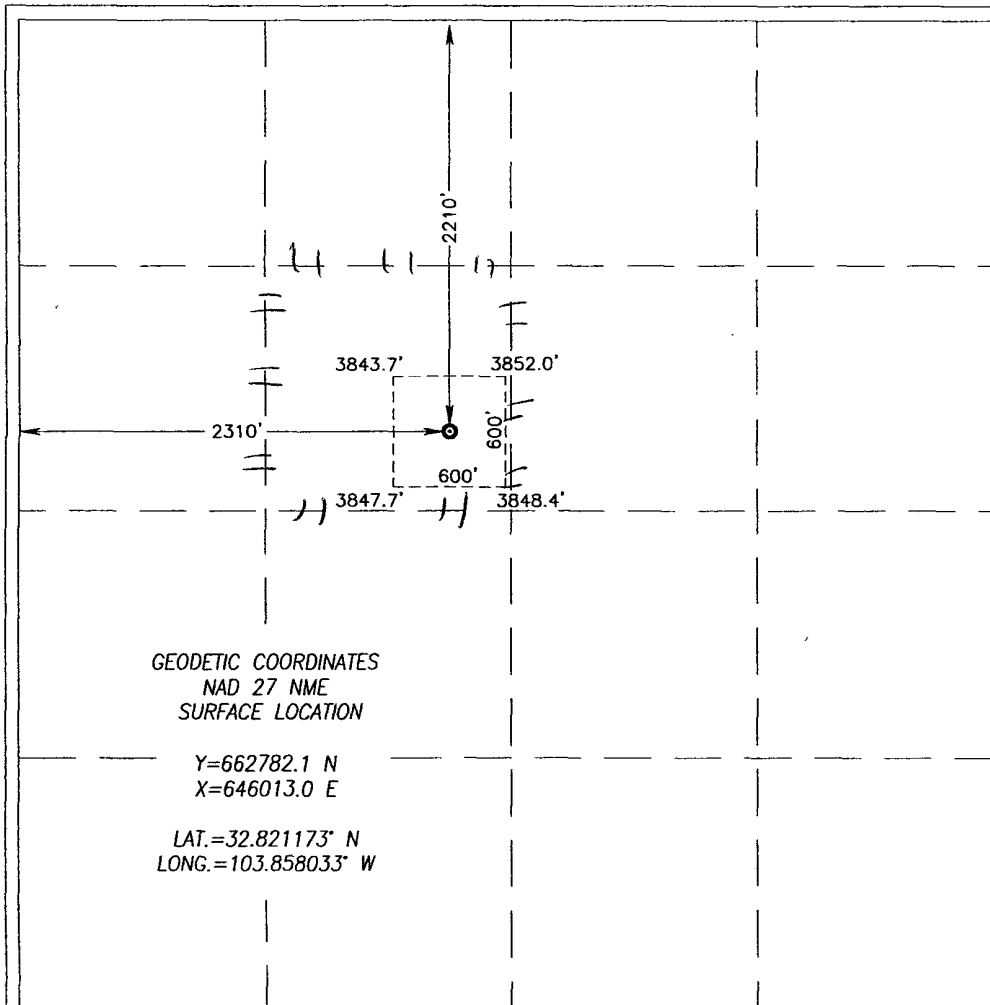 2210'
3843.7'
3852.0'
2310'
600'
600'
3847.7'
3848.4'
GEODETIC COORDINATES
NAD 27 NME
SURFACE LOCATION
Y=662782.1 N
X=646013.0 E
LAT.=32.821173° N
LONG.=103.858033° W